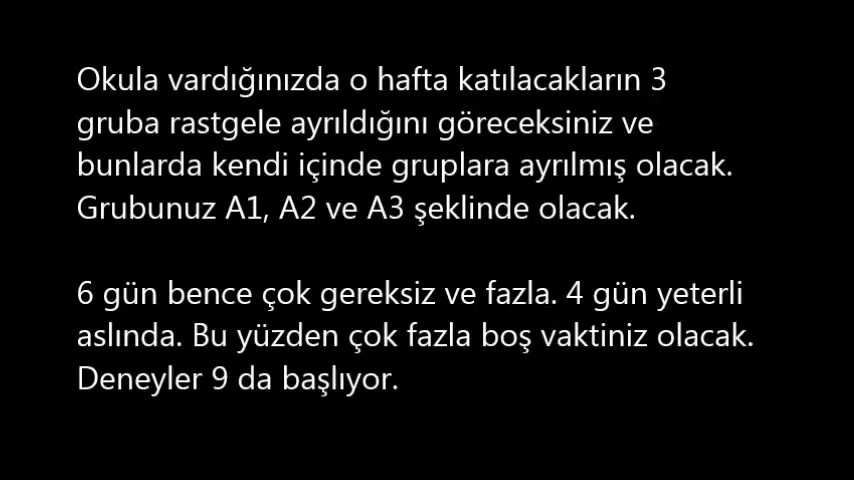 Okula vardığınızda o hafta katılacakların 3
gruba rastgele ayrıldığını göreceksiniz ve
bunlarda kendi içinde gruplara ayrılmış olacak.
Grubunuz A1, A2 ve A3 şeklinde olacak.
6 gün bence çok gereksiz ve fazla. 4 gün yeterli
aslında. Bu yüzden çok fazla boş vaktiniz olacak.
Deneyler 9 da başlıyor.